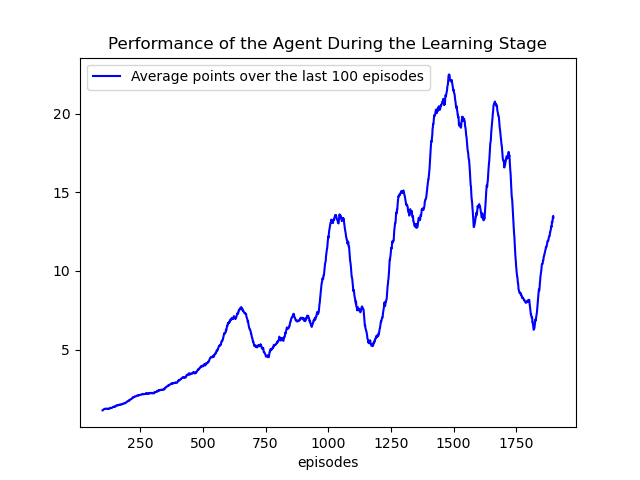 Performance of the Agent During the Learning Stage
Average points over the last 100 episodes
20
15
10
5
250 500 750 1000 1250 1500 1750
episodes